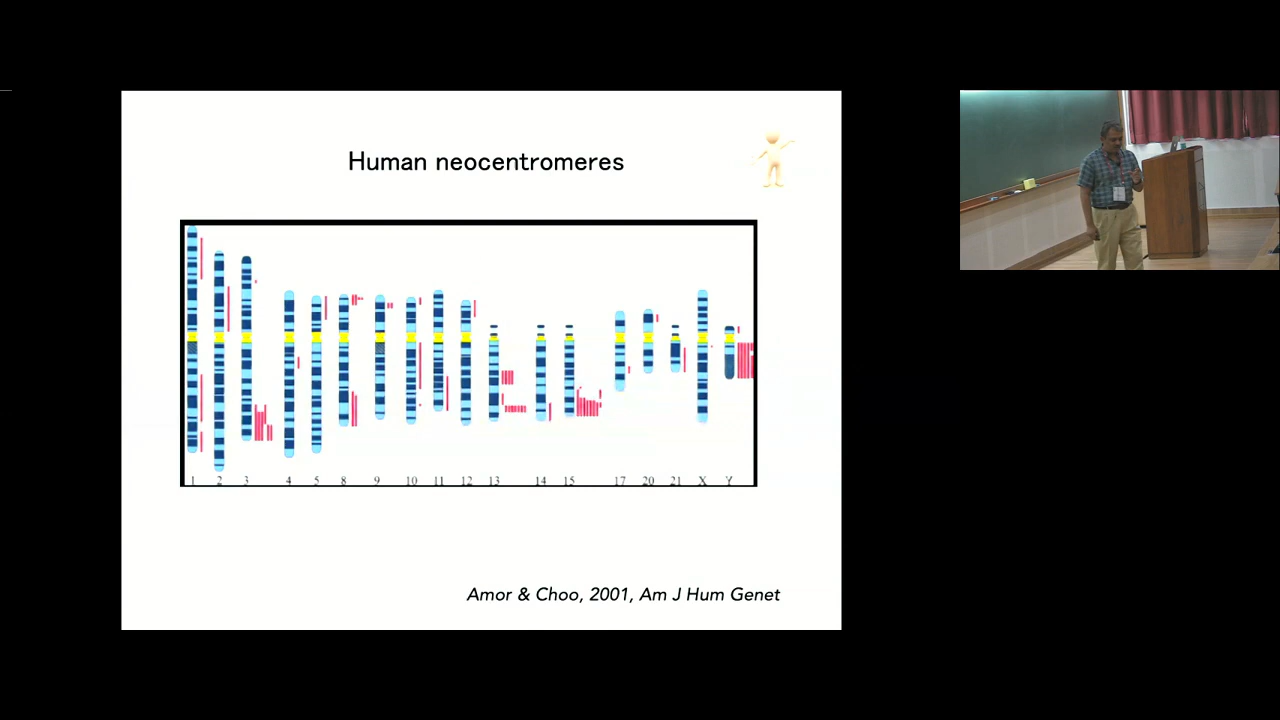 Human neocentromeres
1 2 3 4 5 8 9 10 11 12 13 14 15 17 20 21 X Y
Amor & Choo, 2001, Am J Hum Genet